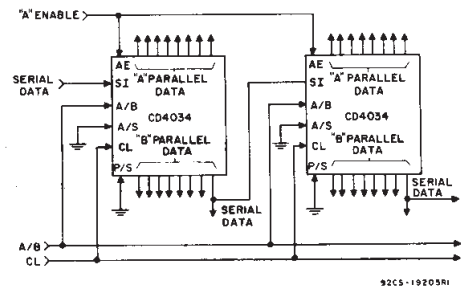 "A" ENABLE
AE
SERIAL
DATA
SI
"A" PARALLEL
DATA
A/B
CD4034
A/S
"B" PARALLEL
DATA
CL
P/S
SERIAL
DATA
AE
SI
"A" PARALLEL
DATA
A/B
CD4034
A/S
"B" PARALLEL
DATA
CL
P/S
SERIAL
DATA
A/B
CL
92CS-19205R1